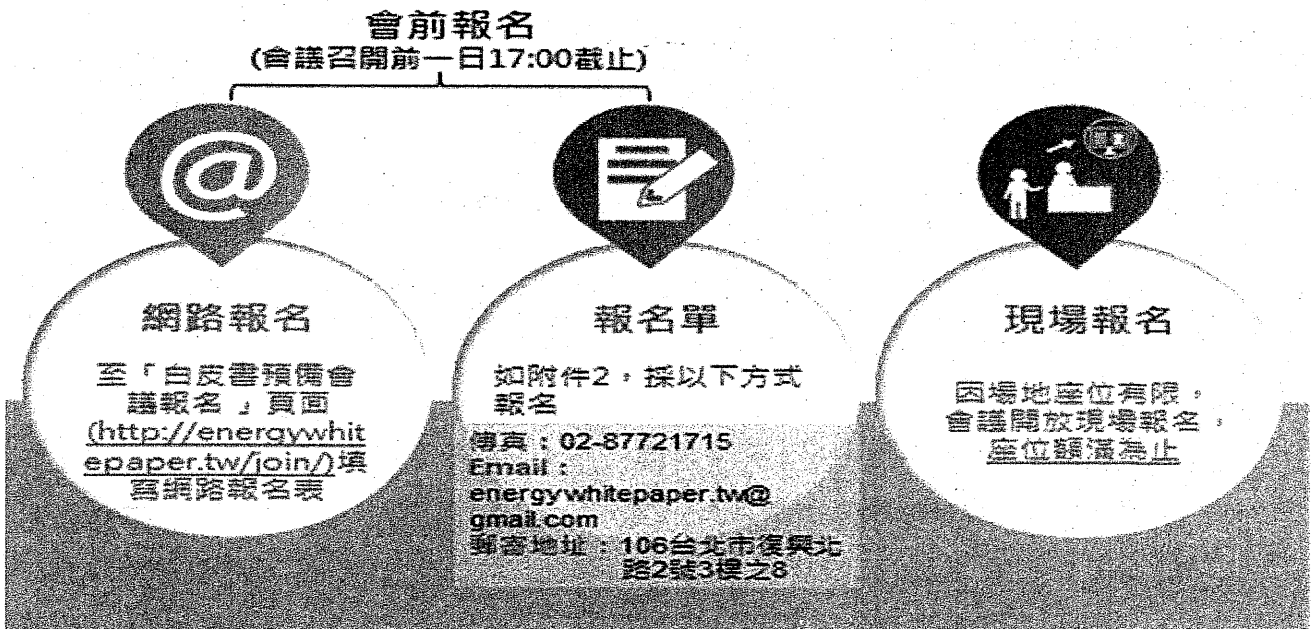 會前報名
(會議召開前一日17:00截止)
@
網路報名
至「白皮書預備會
議報名 」頁面
(http://energywhit
epaper.tw/join/)填
寫網路報名表
報名單
如附件2，採以下方式
報名
傳真：02-87721715
Email：
energywhitepaper.tw@
gmail.com
郵寄地址：106台北市復興北
路2號3樓之8
現場報名
因場地座位有限，
會議開放現場報名，
座位額滿為止